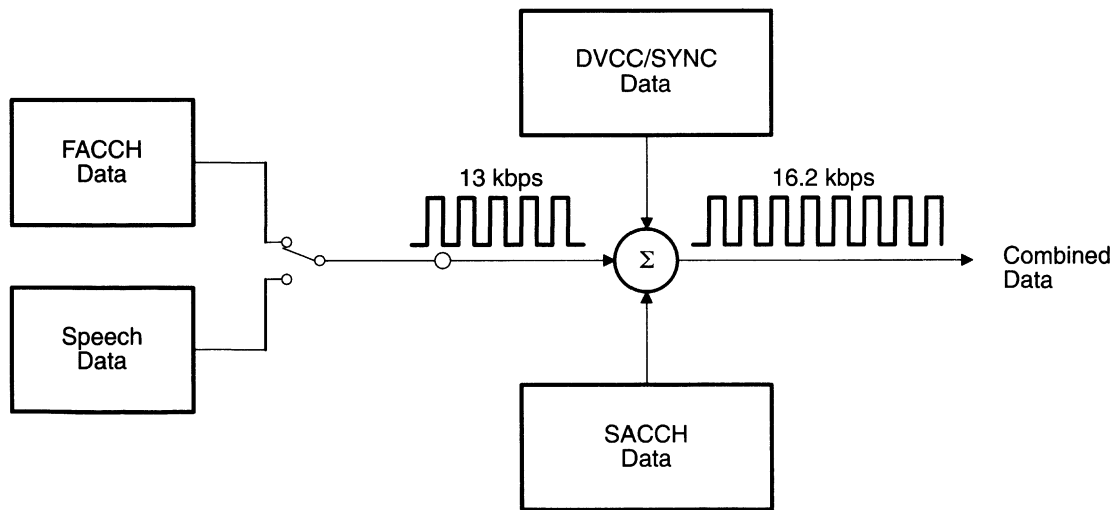 DVCC/SYNC
Data
FACCH
Data
13 kbps
16.2 kbps
Σ
Combined
Data
Speech
Data
SACCH
Data